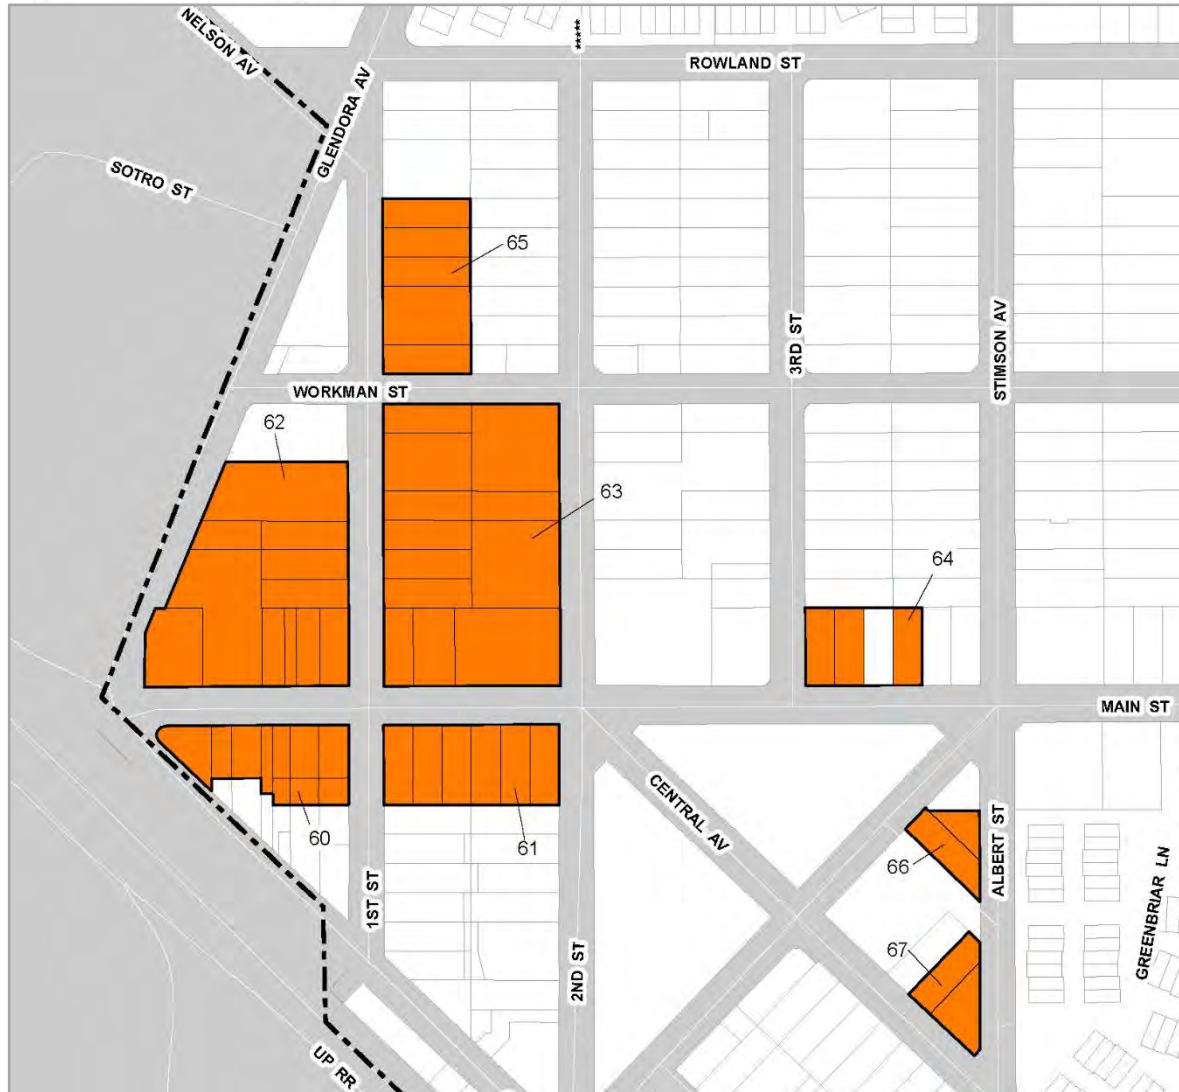 NELSON AV
ROWLAND ST
GLENDORA AV
SOTRO ST
65
3RD ST
STIMSON AV
WORKMAN ST
62
63
64
MAIN ST
60
61
CENTRAL AV
66
ALBERT ST
1ST ST
GREENBRIAR LN
67
2ND ST
UP RR